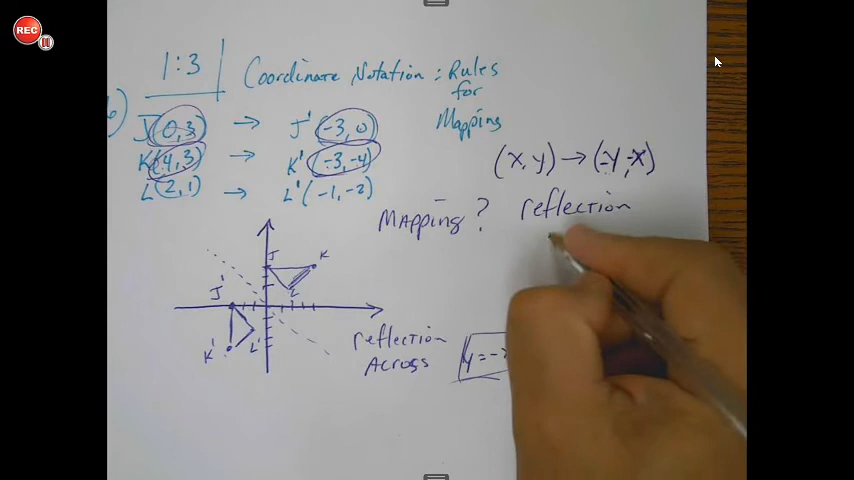 REC
1:3
Coordinate Notation : Rules
for
Mapping
J(0,3) → J'(-3,0)
K(4,3) → K'(-3,-4)
L(2,1) → L'(-1,-2)
(x,y) → (-y,-x)
Mapping? reflection
J
K
L
J'
K'
L'
reflection
Across
y=-